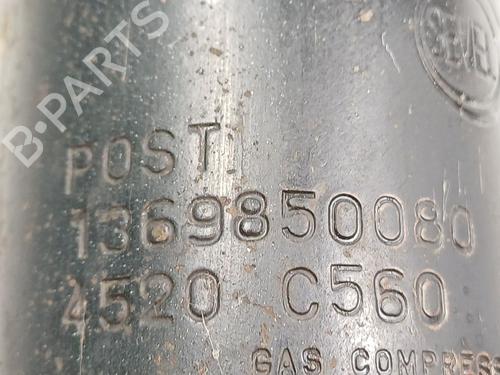 B-PARTS
POST.
1369850080
4520 C560
GAS COMPRES